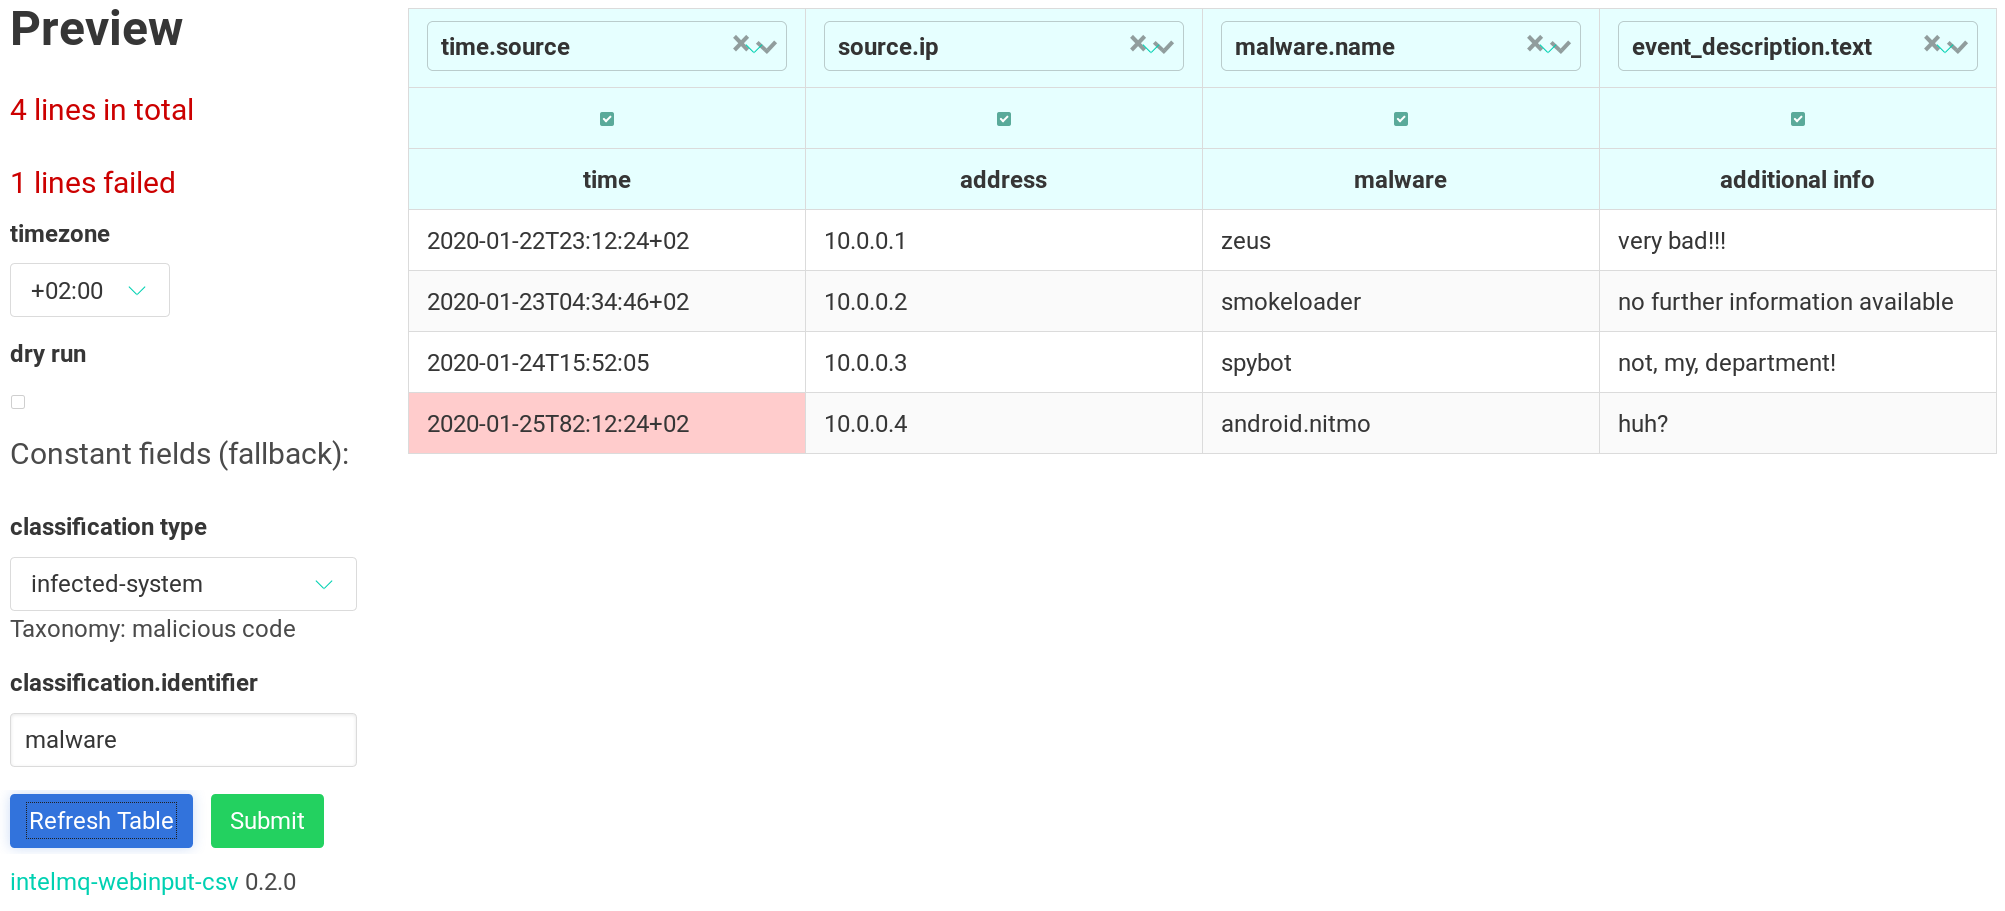 Preview
4 lines in total
1 lines failed
timezone
+02:00
dry run
Constant fields (fallback):
classification type
infected-system
Taxonomy: malicious code
classification.identifier
malware
Refresh Table Submit
intelmq-webinput-csv 0.2.0
time.source source.ip malware.name event_description.text
time address malware additional info
2020-01-22T23:12:24+02 10.0.0.1 zeus very bad!!!
2020-01-23T04:34:46+02 10.0.0.2 smokeloader no further information available
2020-01-24T15:52:05 10.0.0.3 spybot not, my, department!
2020-01-25T82:12:24+02 10.0.0.4 android.nitmo huh?